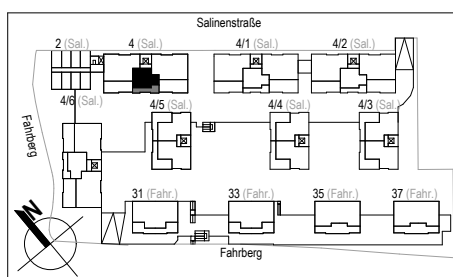 Salinenstraße
2 (Sal.) 4 (Sal.) 4/1 (Sal.) 4/2 (Sal.)
4/6 (Sal.) 4/5 (Sal.) 4/4 (Sal.) 4/3 (Sal.)
Fahrberg
31 (Fahr.) 33 (Fahr.) 35 (Fahr.) 37 (Fahr.)
N
Fahrberg